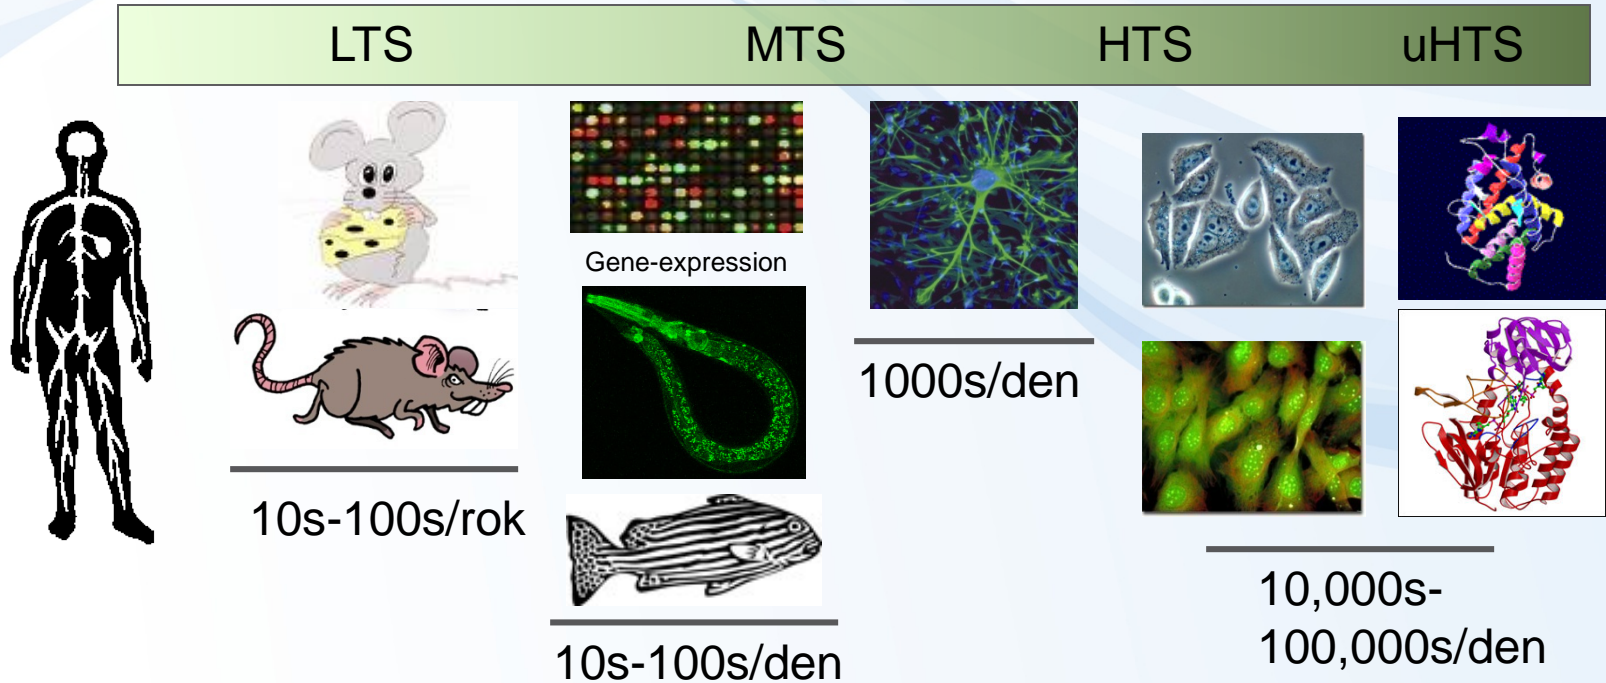 LTS MTS HTS uHTS
Gene-expression
10s-100s/rok
10s-100s/den
1000s/den
10,000s-
100,000s/den